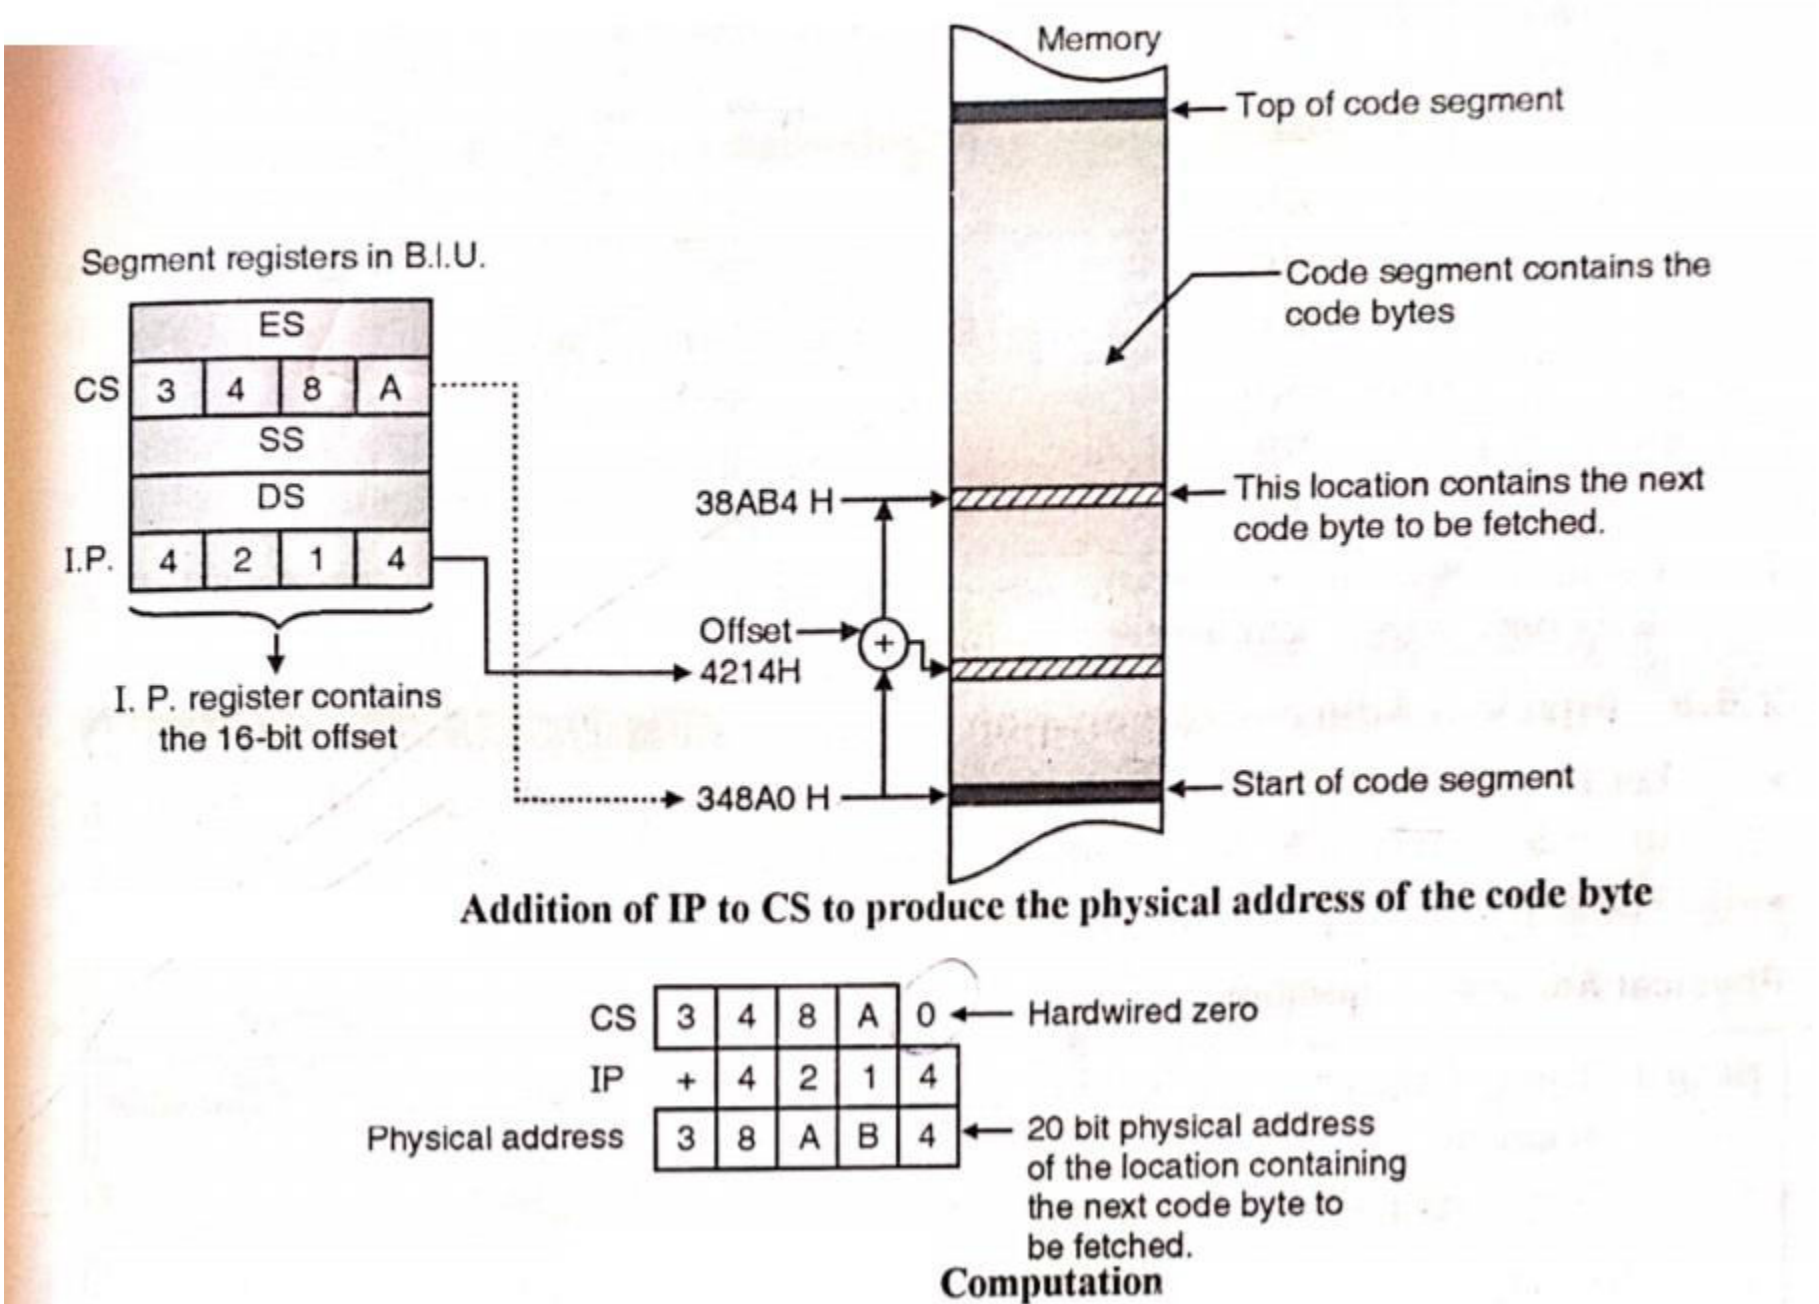 Memory
Top of code segment
Segment registers in B.I.U.
ES
CS 3 4 8 A
SS
DS
I.P. 4 2 1 4
I. P. register contains
the 16-bit offset
Code segment contains the
code bytes
38AB4 H
This location contains the next
code byte to be fetched.
Offset
+
4214H
348A0 H
Start of code segment
Addition of IP to CS to produce the physical address of the code byte
CS 3 4 8 A 0 Hardwired zero
IP + 4 2 1 4
Physical address 3 8 A B 4 20 bit physical address
of the location containing
the next code byte to
be fetched.
Computation